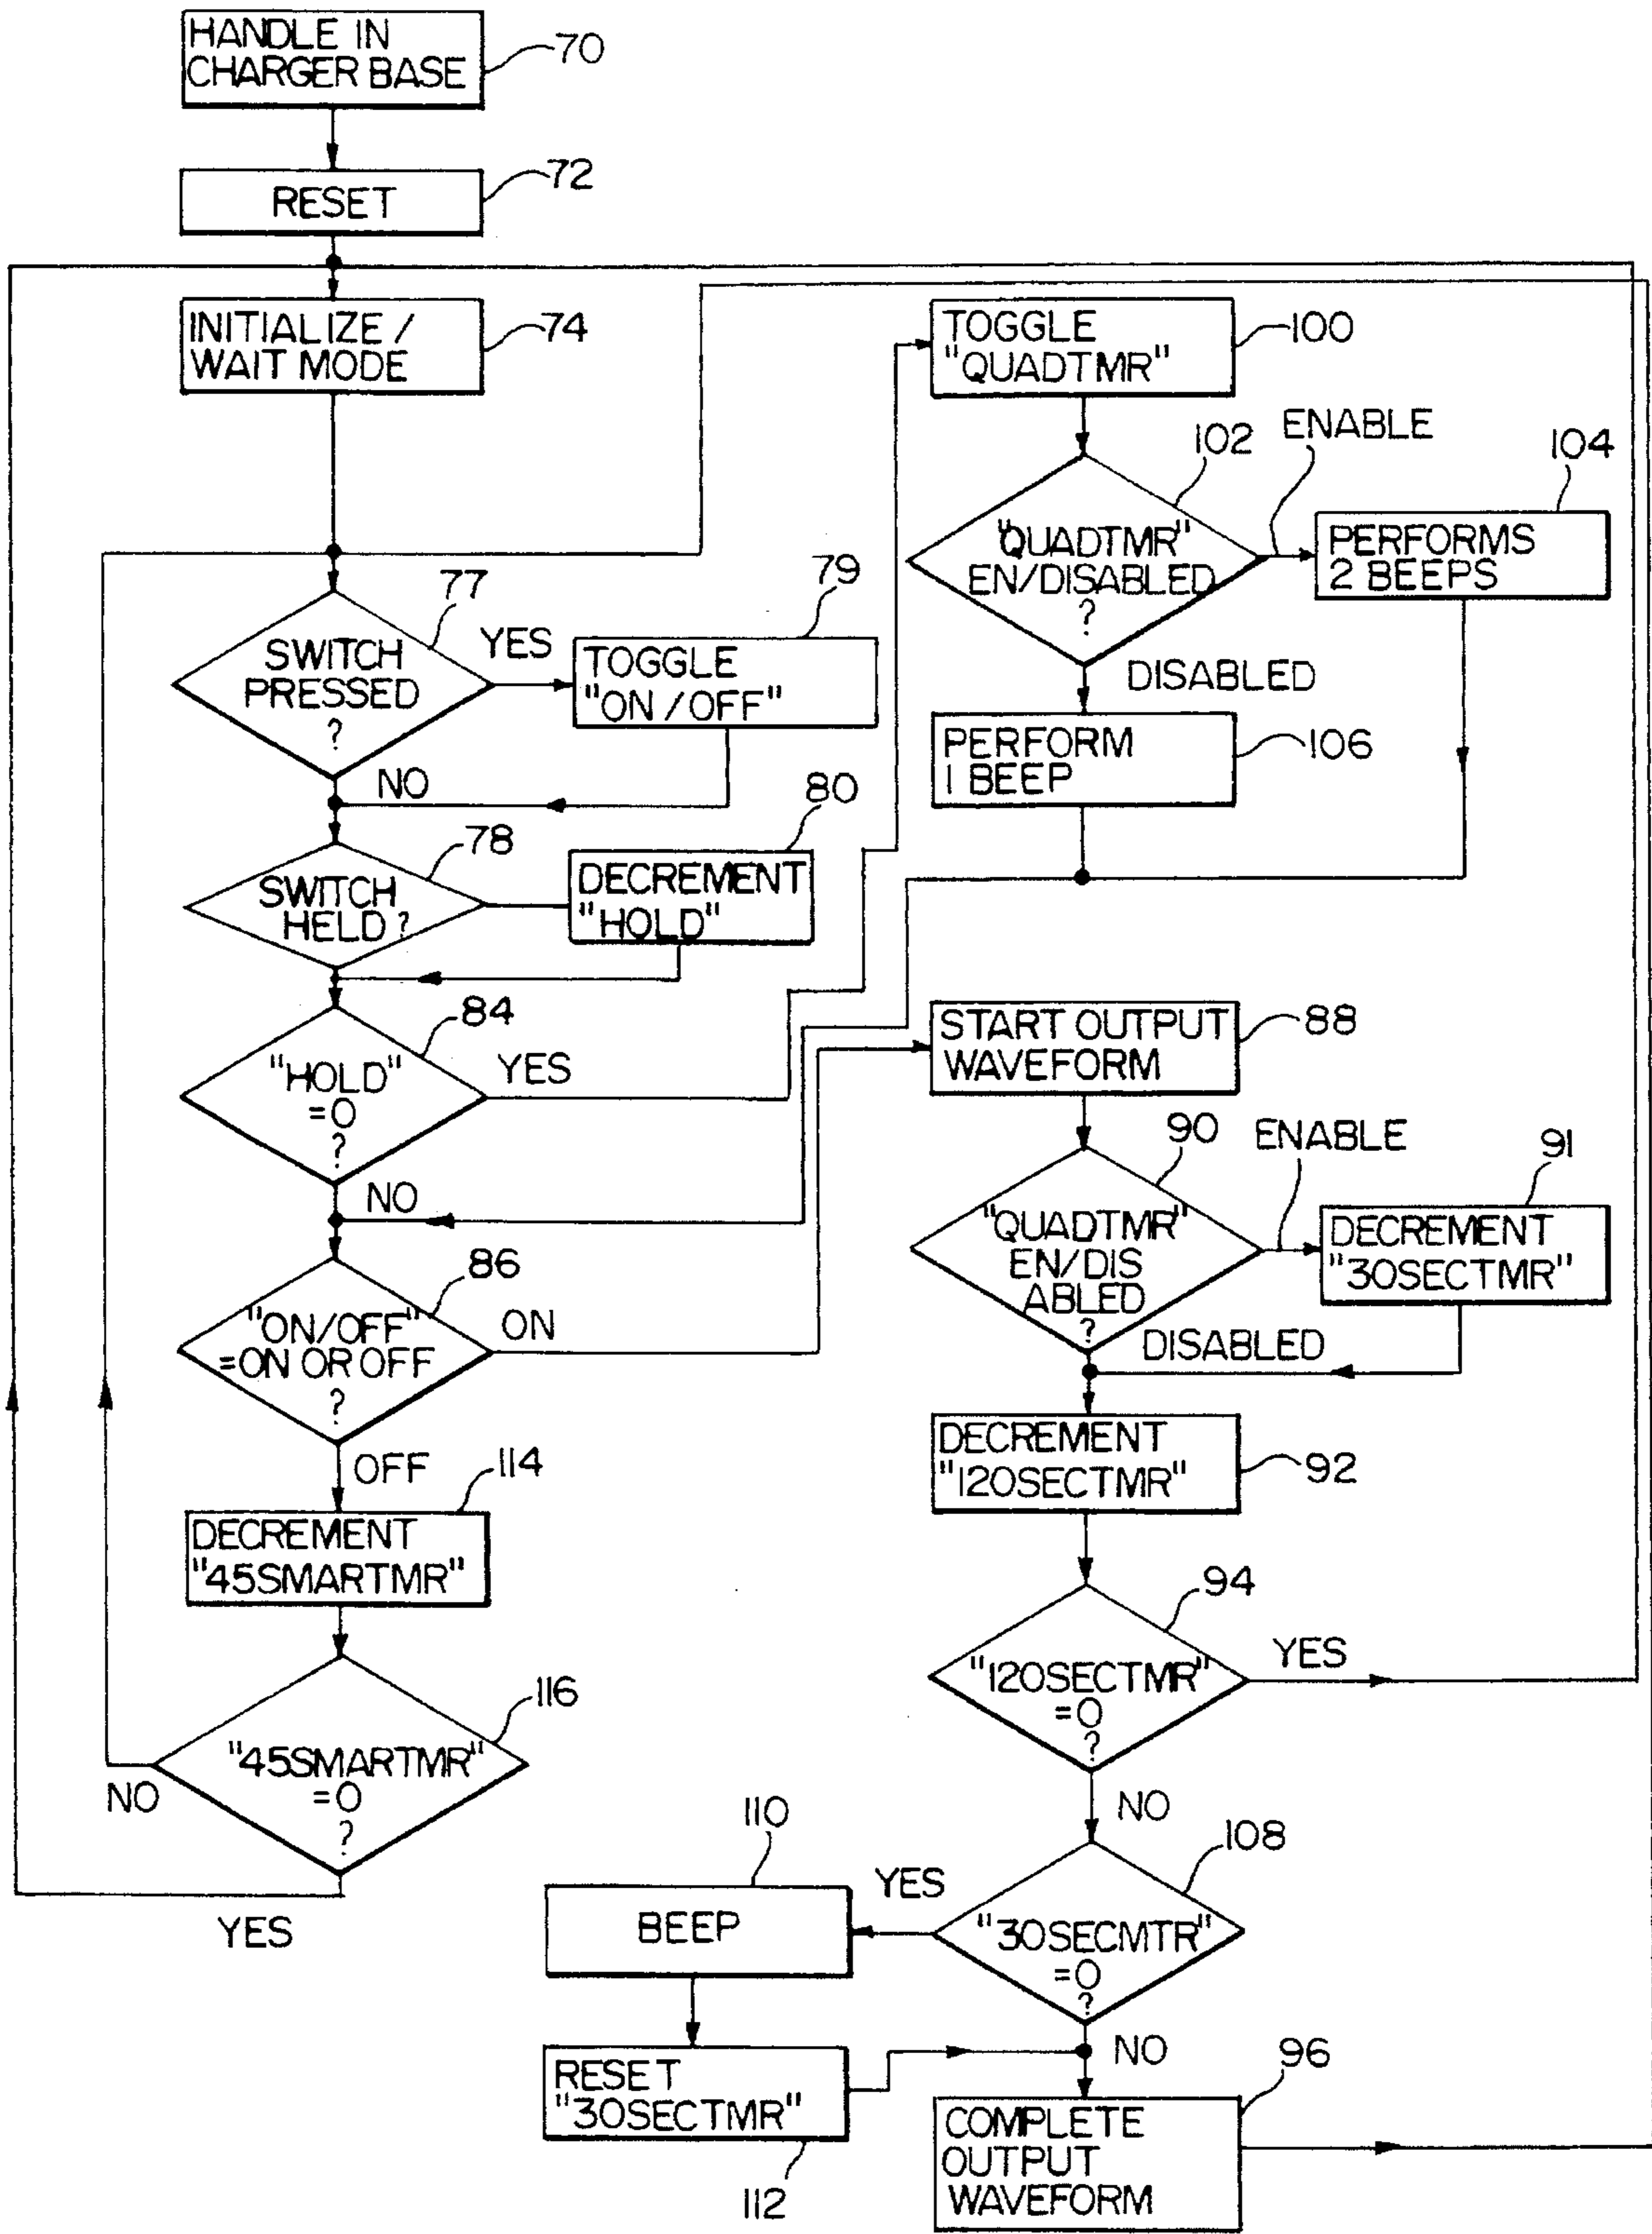 HANDLE IN
CHARGER BASE
70
RESET
72
INITIALIZE /
WAIT MODE
74
SWITCH
PRESSED
?
77
YES
NO
TOGGLE
"ON/OFF"
79
SWITCH
HELD?
78
DECREMENT
"HOLD"
80
"HOLD"
=0
?
84
YES
NO
"ON/OFF"
=ON OR OFF
?
86
ON
OFF
DECREMENT
"45SMARTMR"
114
"45SMARTMR"
=0
?
116
NO
YES
TOGGLE
"QUADTMR"
100
"QUADTMR"
EN/DISABLED
?
102
ENABLE
DISABLED
PERFORMS
2 BEEPS
104
PERFORM
1 BEEP
106
START OUTPUT
WAVEFORM
88
"QUADTMR"
EN/DIS
ABLED
?
90
ENABLE
DISABLED
DECREMENT
"30SECTMR"
91
DECREMENT
"120SECTMR"
92
"120SECTMR"
=0
?
94
YES
NO
"30SECMTR"
=0
?
108
YES
NO
BEEP
110
RESET
"30SECTMR"
112
COMPLETE
OUTPUT
WAVEFORM
96